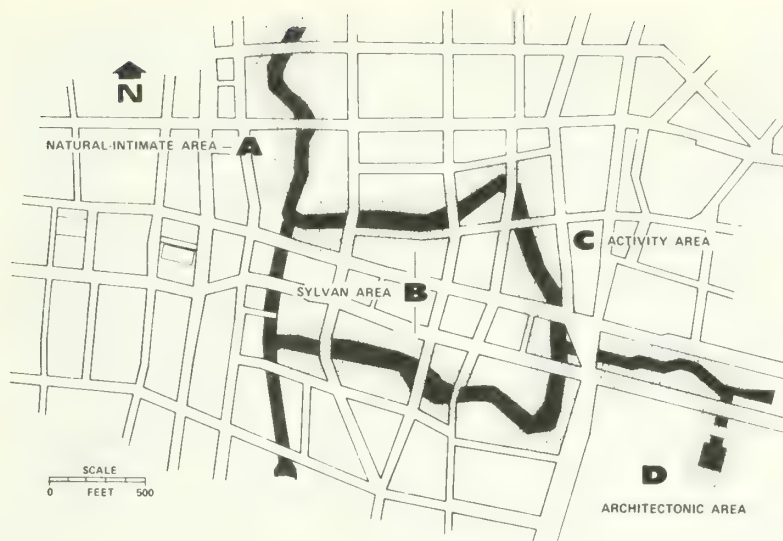 N
NATURAL-INTIMATE AREA – A
C ACTIVITY AREA
SYLVAN AREA B
SCALE
0 FEET 500
D
ARCHITECTONIC AREA